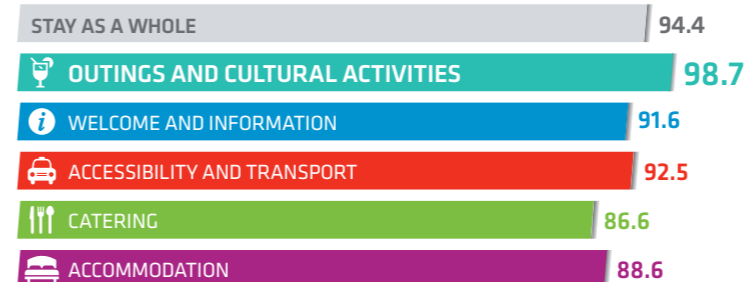 STAY AS A WHOLE 94.4
OUTINGS AND CULTURAL ACTIVITIES 98.7
i WELCOME AND INFORMATION 91.6
ACCESSIBILITY AND TRANSPORT 92.5
CATERING 86.6
ACCOMMODATION 88.6